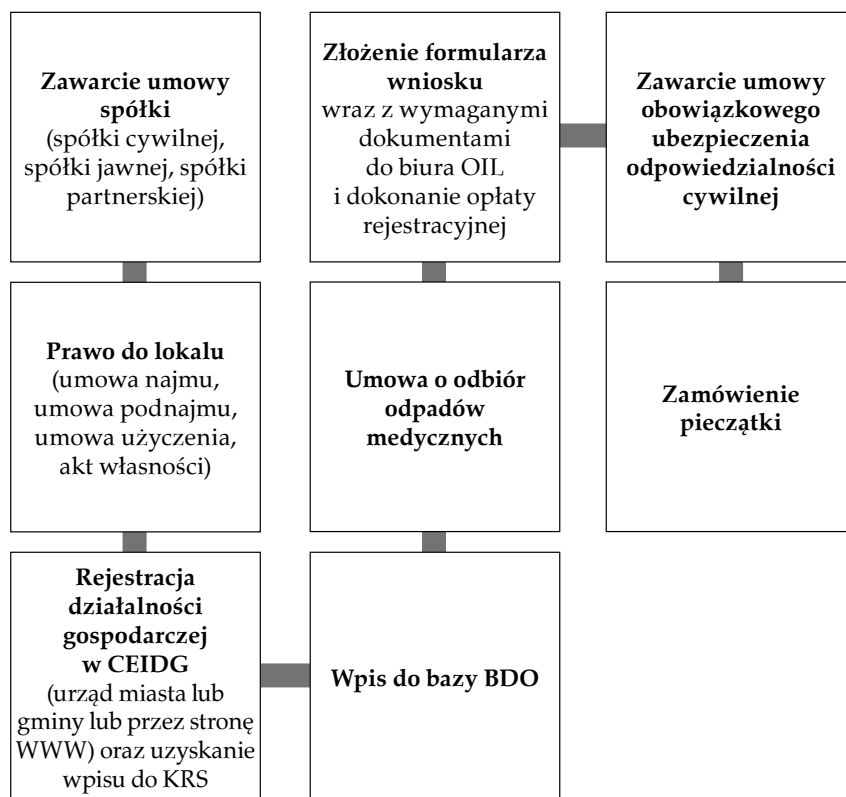 Zawarcie umowy
spółki
(spółki cywilnej,
spółki jawnej, spółki
partnerskiej)
Prawo do lokalu
(umowa najmu,
umowa podnajmu,
umowa użyczenia,
akt własności)
Rejestracja
działalności
gospodarczej
w CEIDG
(urząd miasta lub
gminy lub przez stronę
WWW) oraz uzyskanie
wpisu do KRS
Wpis do bazy BDO
Umowa o odbiór
odpadów
medycznych
Złożenie formularza
wniosku
wraz z wymaganymi
dokumentami
do biura OIL
i dokonanie opłaty
rejestracyjnej
Zawarcie umowy
obowiązkowego
ubezpieczenia
odpowiedzialności
cywilnej
Zamówienie
pieczątki